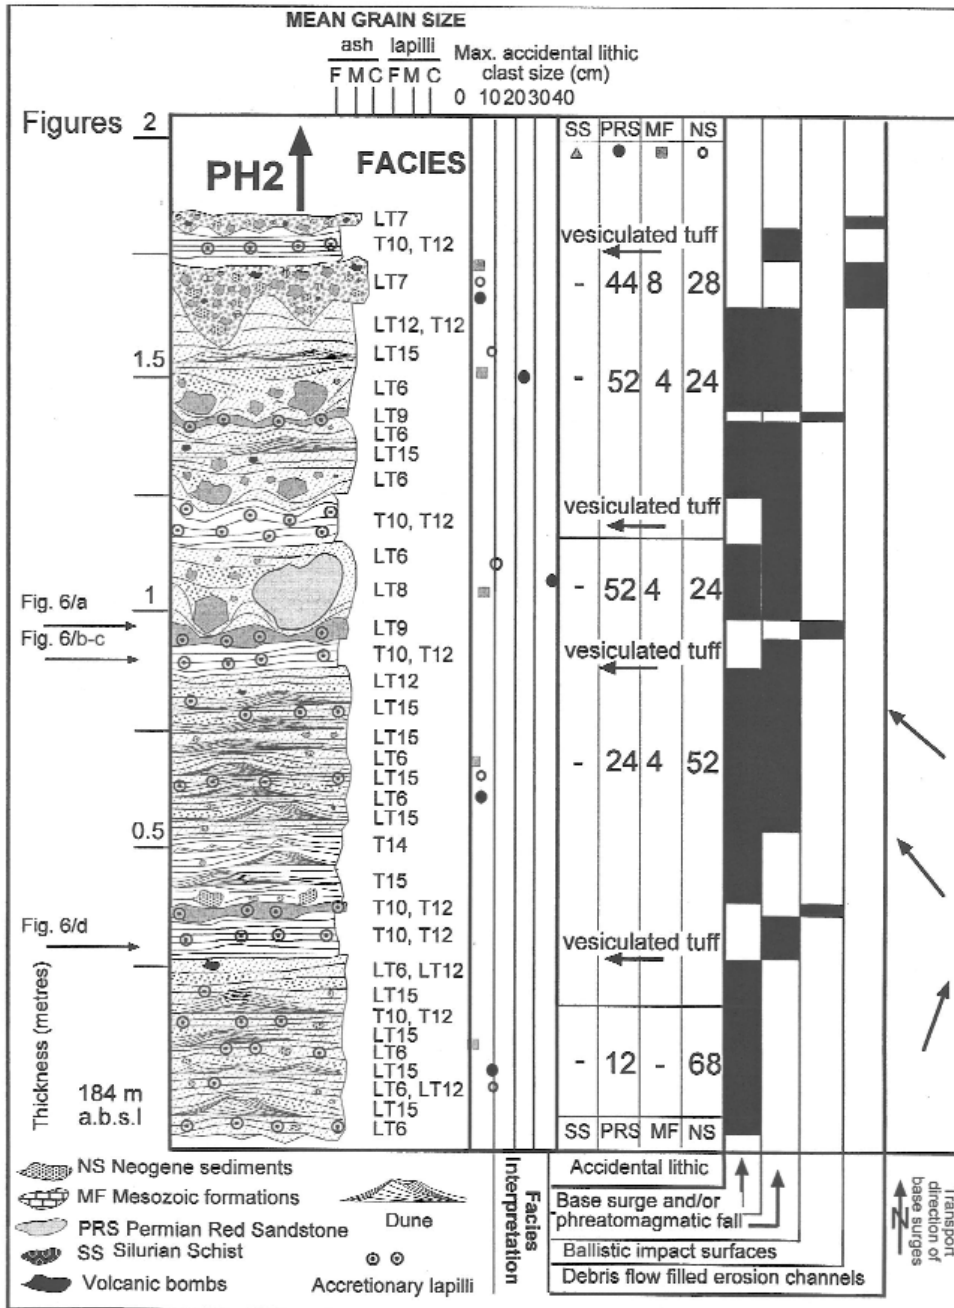 MEAN GRAIN SIZE
ash lapilli
F M C F M C
Max. accidental lithic
clast size (cm)
0 10 20 30 40
Figures 2
SS PRS MF NS
PH2
FACIES
LT7
T10, T12
vesiculated tuff
LT7
- 44 8 28
LT12, T12
1.5
LT15
LT6
- 52 4 24
LT9
LT6
LT15
LT6
vesiculated tuff
T10, T12
LT6
LT8
- 52 4 24
1
Fig. 6/a
LT9
Fig. 6/b-c
T10, T12
vesiculated tuff
LT12
LT15
LT15
LT6
- 24 4 52
LT15
LT6
LT15
0.5
T14
T15
T10, T12
Fig. 6/d
T10, T12
vesiculated tuff
LT6, LT12
LT15
T10, T12
LT15
LT6
- 12 - 68
LT15
LT6, LT12
LT15
LT6
Thickness (metres)
184 m
a.b.s.l
SS PRS MF NS
NS Neogene sediments
MF Mesozoic formations
PRS Permian Red Sandstone
SS Silurian Schist
Volcanic bombs
Dune
Accretionary lapilli
Facies
Interpretation
Accidental lithic
Base surge and/or
phreatomagmatic fall
Ballistic impact surfaces
Debris flow filled erosion channels
N
Transport
direction of
base surges